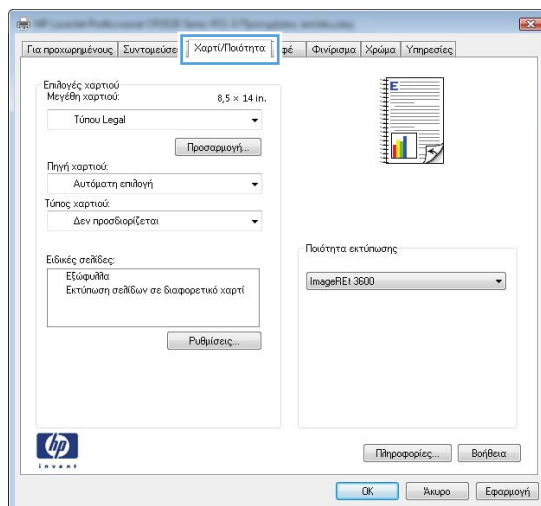 Για προχωρημένους Συντομεύσε Χαρτί/Ποιότητα φέ Φινίρισμα Χρώμα Υπηρεσίες
Επιλογές χαρτιού
Μεγέθη χαρτιού: 8,5 × 14 in.
Τύπου Legal
Προσαρμογή...
Πηγή χαρτιού:
Αυτόματη επιλογή
Τύπος χαρτιού:
Δεν προσδιορίζεται
Ειδικές σελίδες:
Εξώφυλλα
Εκτύπωση σελίδων σε διαφορετικό χαρτί
Ρυθμίσεις...
E
Ποιότητα εκτύπωσης
ImageREt 3600
hp
invent
Πληροφορίες... Βοήθεια
OK Άκυρο Εφαρμογή